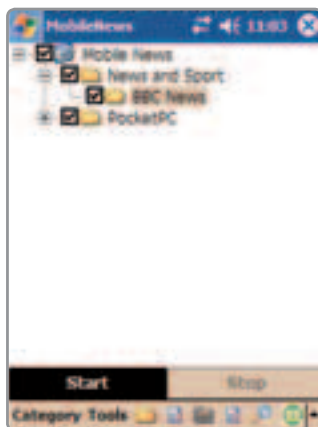 MobileNews 11:03
Mobile News
News and Sport
BBC News
PocketPC
Start Stop
Category Tools